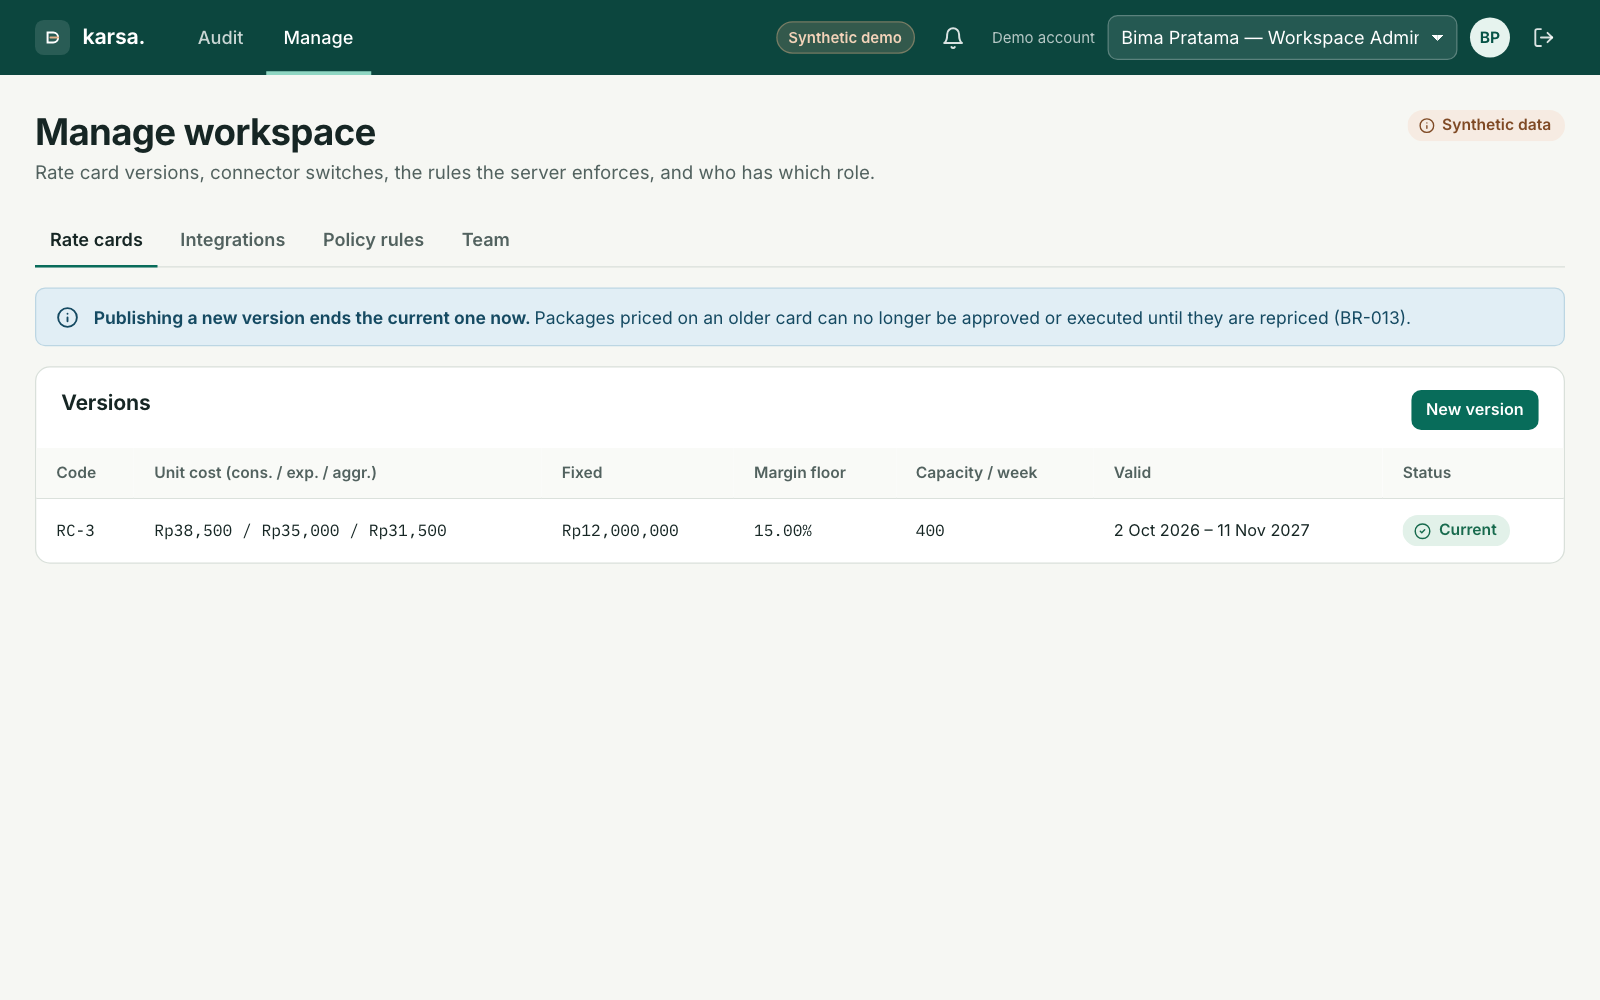 karsa.
Audit
Manage
Synthetic demo
Demo account
Bima Pratama — Workspace Admin
BP
Manage workspace
Synthetic data
Rate card versions, connector switches, the rules the server enforces, and who has which role.
Rate cards
Integrations
Policy rules
Team
Publishing a new version ends the current one now. Packages priced on an older card can no longer be approved or executed until they are repriced (BR-013).
Versions
New version
Code
Unit cost (cons. / exp. / aggr.)
Fixed
Margin floor
Capacity / week
Valid
Status
RC-3
Rp38,500 / Rp35,000 / Rp31,500
Rp12,000,000
15.00%
400
2 Oct 2026 – 11 Nov 2027
Current